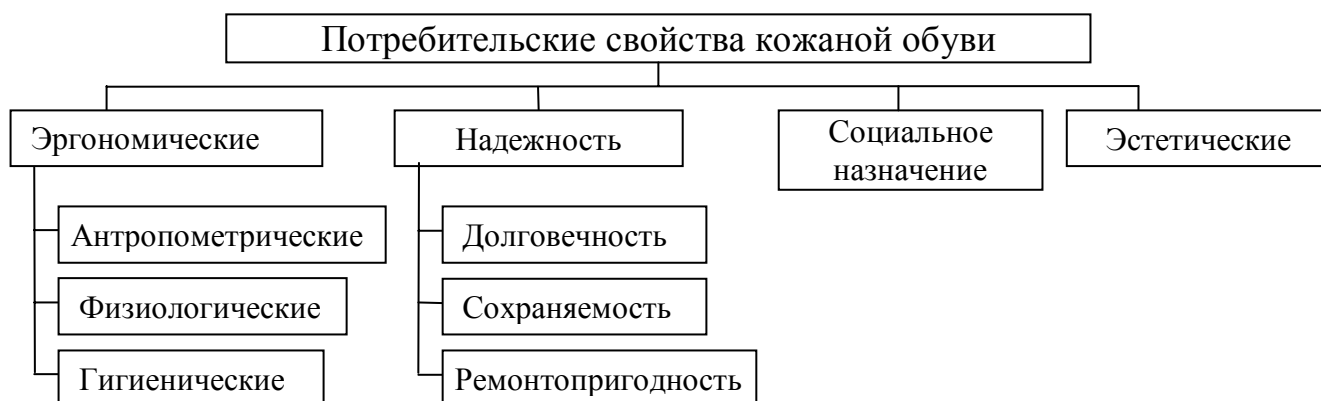 Потребительские свойства кожаной обуви
Эргономические
Надежность
Социальное
назначение
Эстетические
Антропометрические
Долговечность
Физиологические
Сохраняемость
Гигиенические
Ремонтопригодность